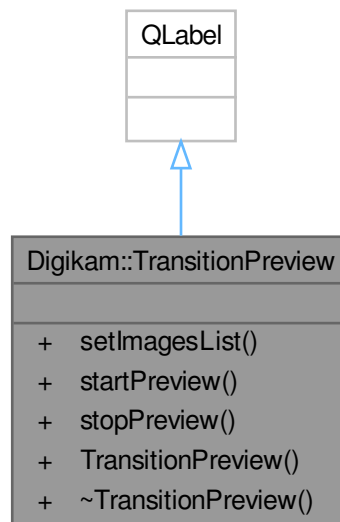 QLabel
Digikam::TransitionPreview
+ setImagesList()
+ startPreview()
+ stopPreview()
+ TransitionPreview()
+ ~TransitionPreview()